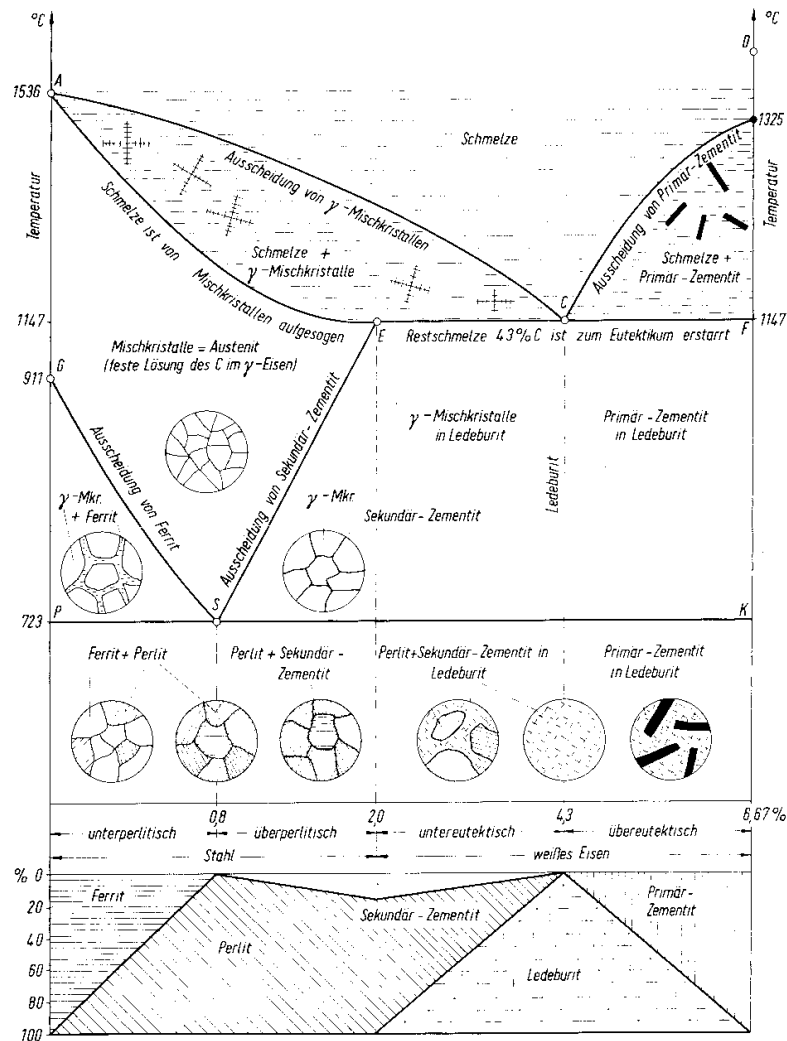 °C
°C
D
A
1536
1325
Schmelze
Ausscheidung von γ-Mischkristallen
Ausscheidung von Primär-Zementit
Temperatur
Temperatur
Schmelze ist von Mischkristallen aufgesogen
Schmelze +
γ-Mischkristalle
Schmelze +
Primär-Zementit
C
1147
E
Restschmelze 4,3% C ist zum Eutektikum erstarrt
F
1147
Mischkristalle = Austenit
(feste Lösung des C im γ-Eisen)
G
911
Ausscheidung von Ferrit
Ausscheidung von Sekundär-Zementit
γ-Mischkristalle
in Ledeburit
Primär-Zementit
in Ledeburit
Ledeburit
γ-Mkr.
+ Ferrit
γ-Mkr.
Sekundär-Zementit
P
S
K
723
Ferrit + Perlit
Perlit + Sekundär-
Zementit
Perlit+Sekundär-Zementit in
Ledeburit
Primär-Zementit
in Ledeburit
0,8
2,0
4,3
6,67%
unterperlitisch
überperlitisch
untereutektisch
übereutektisch
Stahl
weißes Eisen
% 0
20
40
60
80
100
Ferrit
Perlit
Sekundär-Zementit
Ledeburit
Primär-
Zementit